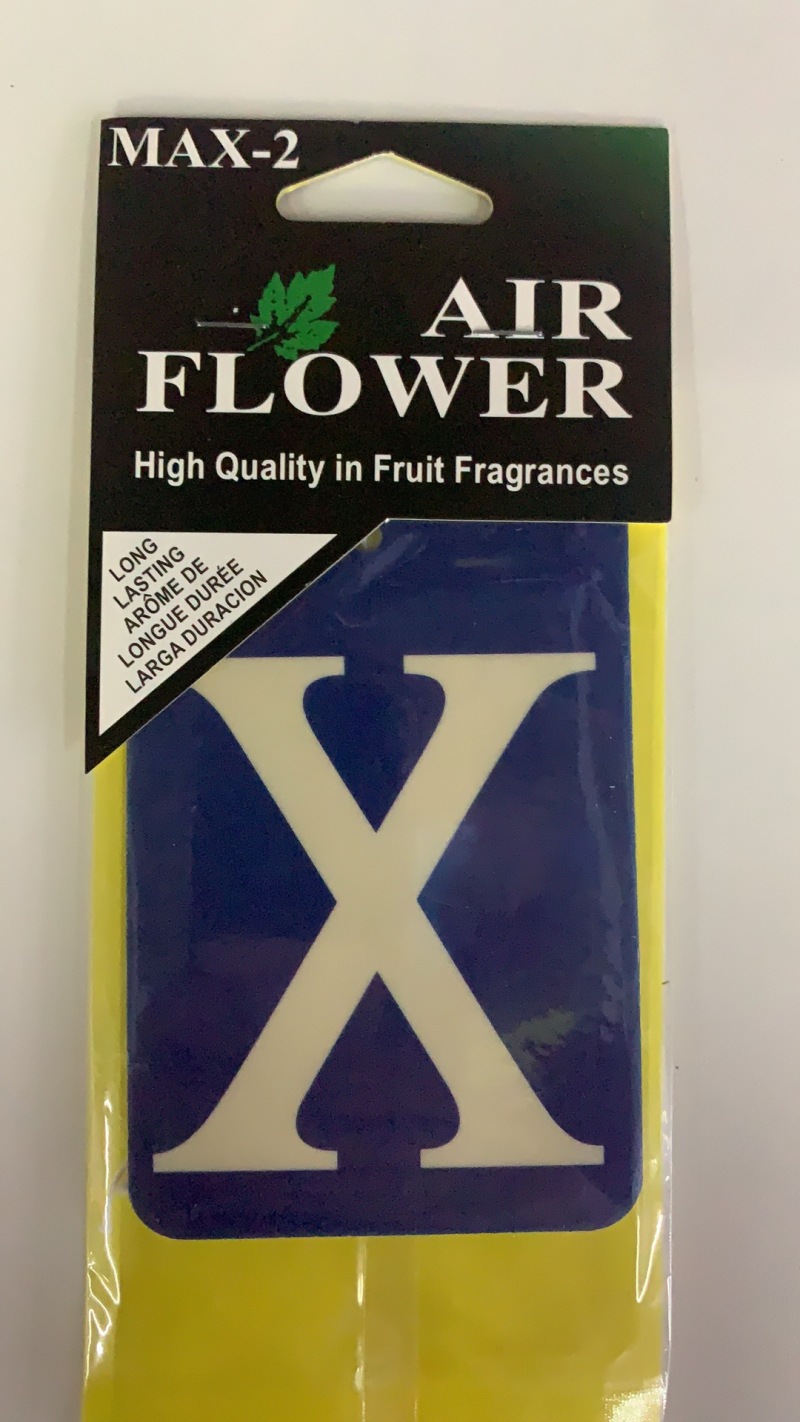 MAX-2
AIR
FLOWER
High Quality in Fruit Fragrances
LONG
LASTING
ARÔME DE
LONGUE DURÉE
LARGA DURACION
X